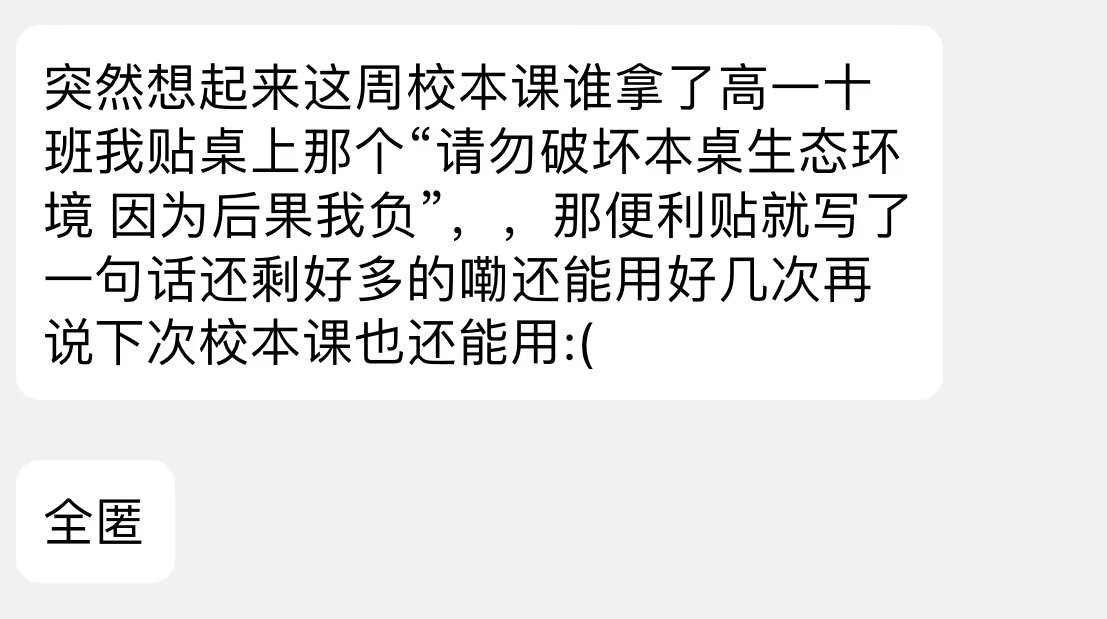 突然想起来这周校本课谁拿了高一十
班我贴桌上那个“请勿破坏本桌生态环
境 因为后果我负”，，那便利贴就写了
一句话还剩好多的嘞还能用好几次再
说下次校本课也还能用:(
全匿